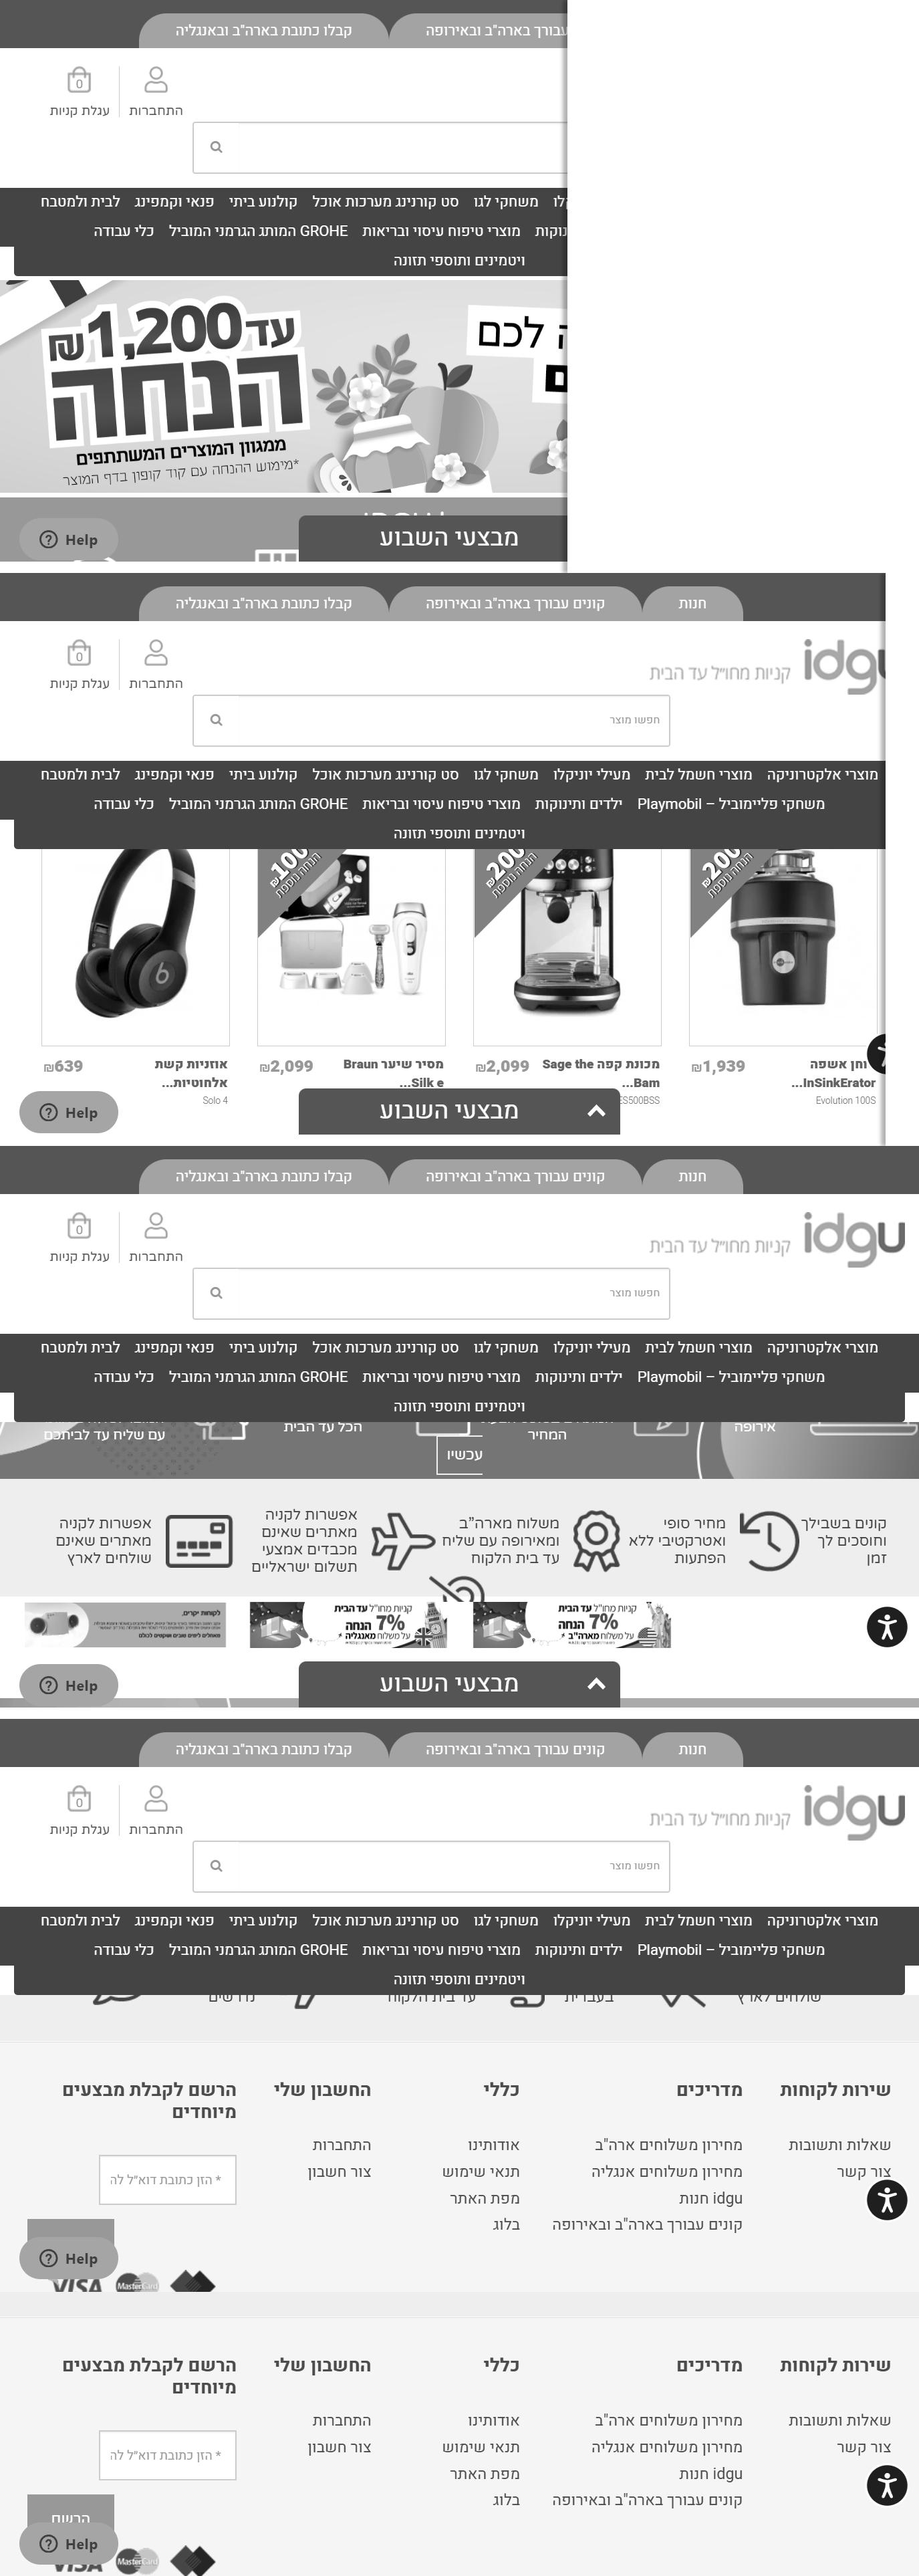 עבורך בארה"ב ובאירופה
קבלו כתובת בארה"ב ובאנגליה
התחברות
0
עגלת קניות
משחקי לגו
סט קורנינג מערכות אוכל
קולנוע ביתי
פנאי וקמפינג
לבית ולמטבח
מוצרי טיפוח עיסוי ובריאות
GROHE המותג הגרמני המוביל
כלי עבודה
ויטמינים ותוספי תזונה
לכם
עד 1,200₪
הנחה
ממגוון המוצרים המשתתפים
*מימוש ההנחה עם קוד קופון בדף המוצר
מבצעי השבוע
Help
חנות
קונים עבורך בארה"ב ובאירופה
קבלו כתובת בארה"ב ובאנגליה
idgu
קניות מחו״ל עד הבית
התחברות
0
עגלת קניות
חפשו מוצר
מוצרי אלקטרוניקה
מוצרי חשמל לבית
מעילי יוניקלו
משחקי לגו
סט קורנינג מערכות אוכל
קולנוע ביתי
פנאי וקמפינג
לבית ולמטבח
משחקי פליימוביל – Playmobil
ילדים ותינוקות
מוצרי טיפוח עיסוי ובריאות
GROHE המותג הגרמני המוביל
כלי עבודה
ויטמינים ותוספי תזונה
200₪
הנחה נוספת
200₪
הנחה נוספת
100₪
הנחה נוספת
אשפה
InSinkErator...
Evolution 100S
₪1,939
מכונת קפה Sage the
Bam...
ES500BSS
₪2,099
מסיר שיער Braun
Silk e...
₪2,099
אוזניות קשת
אלחוטיות...
Solo 4
₪639
מבצעי השבוע
Help
חנות
קונים עבורך בארה"ב ובאירופה
קבלו כתובת בארה"ב ובאנגליה
idgu
קניות מחו״ל עד הבית
התחברות
0
עגלת קניות
חפשו מוצר
מוצרי אלקטרוניקה
מוצרי חשמל לבית
מעילי יוניקלו
משחקי לגו
סט קורנינג מערכות אוכל
קולנוע ביתי
פנאי וקמפינג
לבית ולמטבח
משחקי פליימוביל – Playmobil
ילדים ותינוקות
מוצרי טיפוח עיסוי ובריאות
GROHE המותג הגרמני המוביל
כלי עבודה
ויטמינים ותוספי תזונה
אירופה
המחיר
הכל עד הבית
עם שליח עד לביתכם
עכשיו
קונים בשבילך
וחוסכים לך
זמן
מחיר סופי
ואטרקטיבי ללא
הפתעות
משלוח מארה״ב
ומאירופה עם שליח
עד בית הלקוח
אפשרות לקניה
מאתרים שאינם
מכבדים אמצעי
תשלום ישראליים
אפשרות לקניה
מאתרים שאינם
שולחים לארץ
קניות מחו״ל עד הבית
7% הנחה
על משלוח מארה״ב
קניות מחו״ל עד הבית
7% הנחה
על משלוח מאנגליה
לקוחות יקרים,
מבצעי השבוע
Help
חנות
קונים עבורך בארה"ב ובאירופה
קבלו כתובת בארה"ב ובאנגליה
idgu
קניות מחו״ל עד הבית
התחברות
0
עגלת קניות
חפשו מוצר
מוצרי אלקטרוניקה
מוצרי חשמל לבית
מעילי יוניקלו
משחקי לגו
סט קורנינג מערכות אוכל
קולנוע ביתי
פנאי וקמפינג
לבית ולמטבח
משחקי פליימוביל – Playmobil
ילדים ותינוקות
מוצרי טיפוח עיסוי ובריאות
GROHE המותג הגרמני המוביל
כלי עבודה
ויטמינים ותוספי תזונה
שולחים לארץ
בעברית
עד בית הלקוח
נדרשים
שירות לקוחות
שאלות ותשובות
צור קשר
מדריכים
מחירון משלוחים ארה"ב
מחירון משלוחים אנגליה
idgu חנות
קונים עבורך בארה"ב ובאירופה
כללי
אודותינו
תנאי שימוש
מפת האתר
בלוג
החשבון שלי
התחברות
צור חשבון
הרשם לקבלת מבצעים
מיוחדים
* הזן כתובת דוא״ל לה
Help
VISA
MasterCard
שירות לקוחות
שאלות ותשובות
צור קשר
מדריכים
מחירון משלוחים ארה"ב
מחירון משלוחים אנגליה
idgu חנות
קונים עבורך בארה"ב ובאירופה
כללי
אודותינו
תנאי שימוש
מפת האתר
בלוג
החשבון שלי
התחברות
צור חשבון
הרשם לקבלת מבצעים
מיוחדים
* הזן כתובת דוא״ל לה
הרשם
Help
VISA
MasterCard